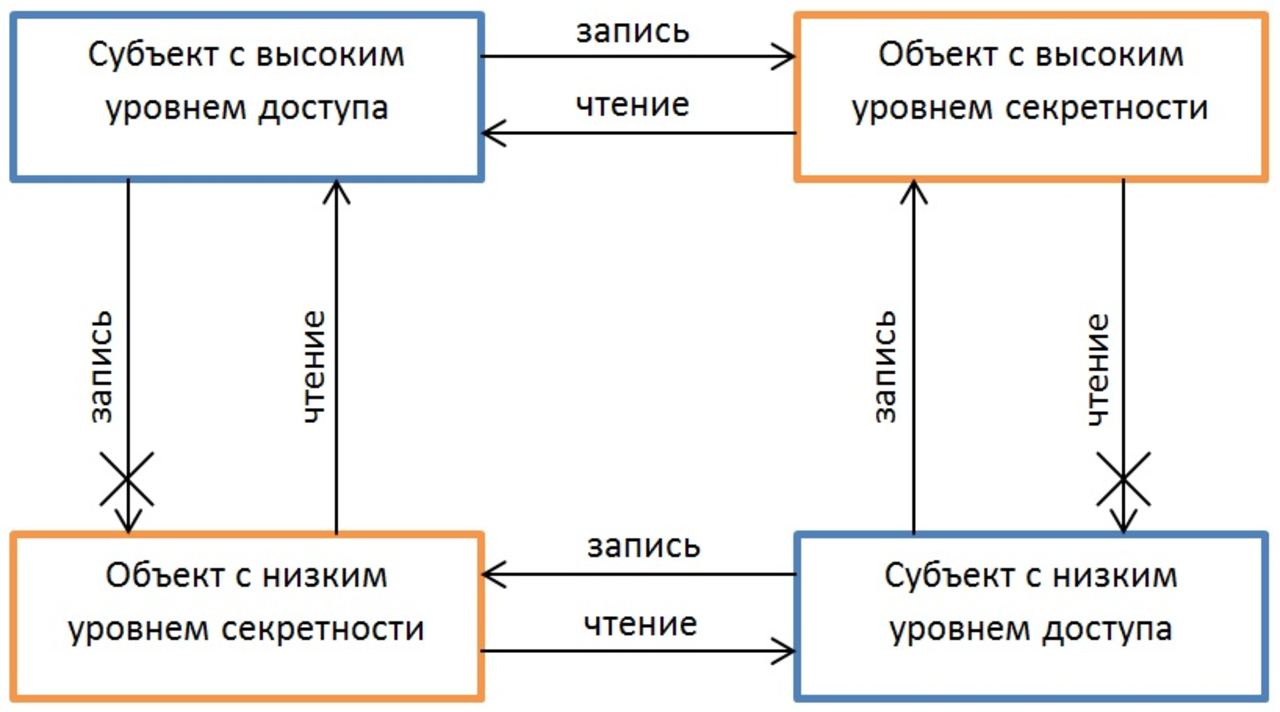 Субъект с высоким
уровнем доступа
запись
чтение
Объект с высоким
уровнем секретности
запись
чтение
запись
чтение
Объект с низким
уровнем секретности
запись
чтение
Субъект с низким
уровнем доступа